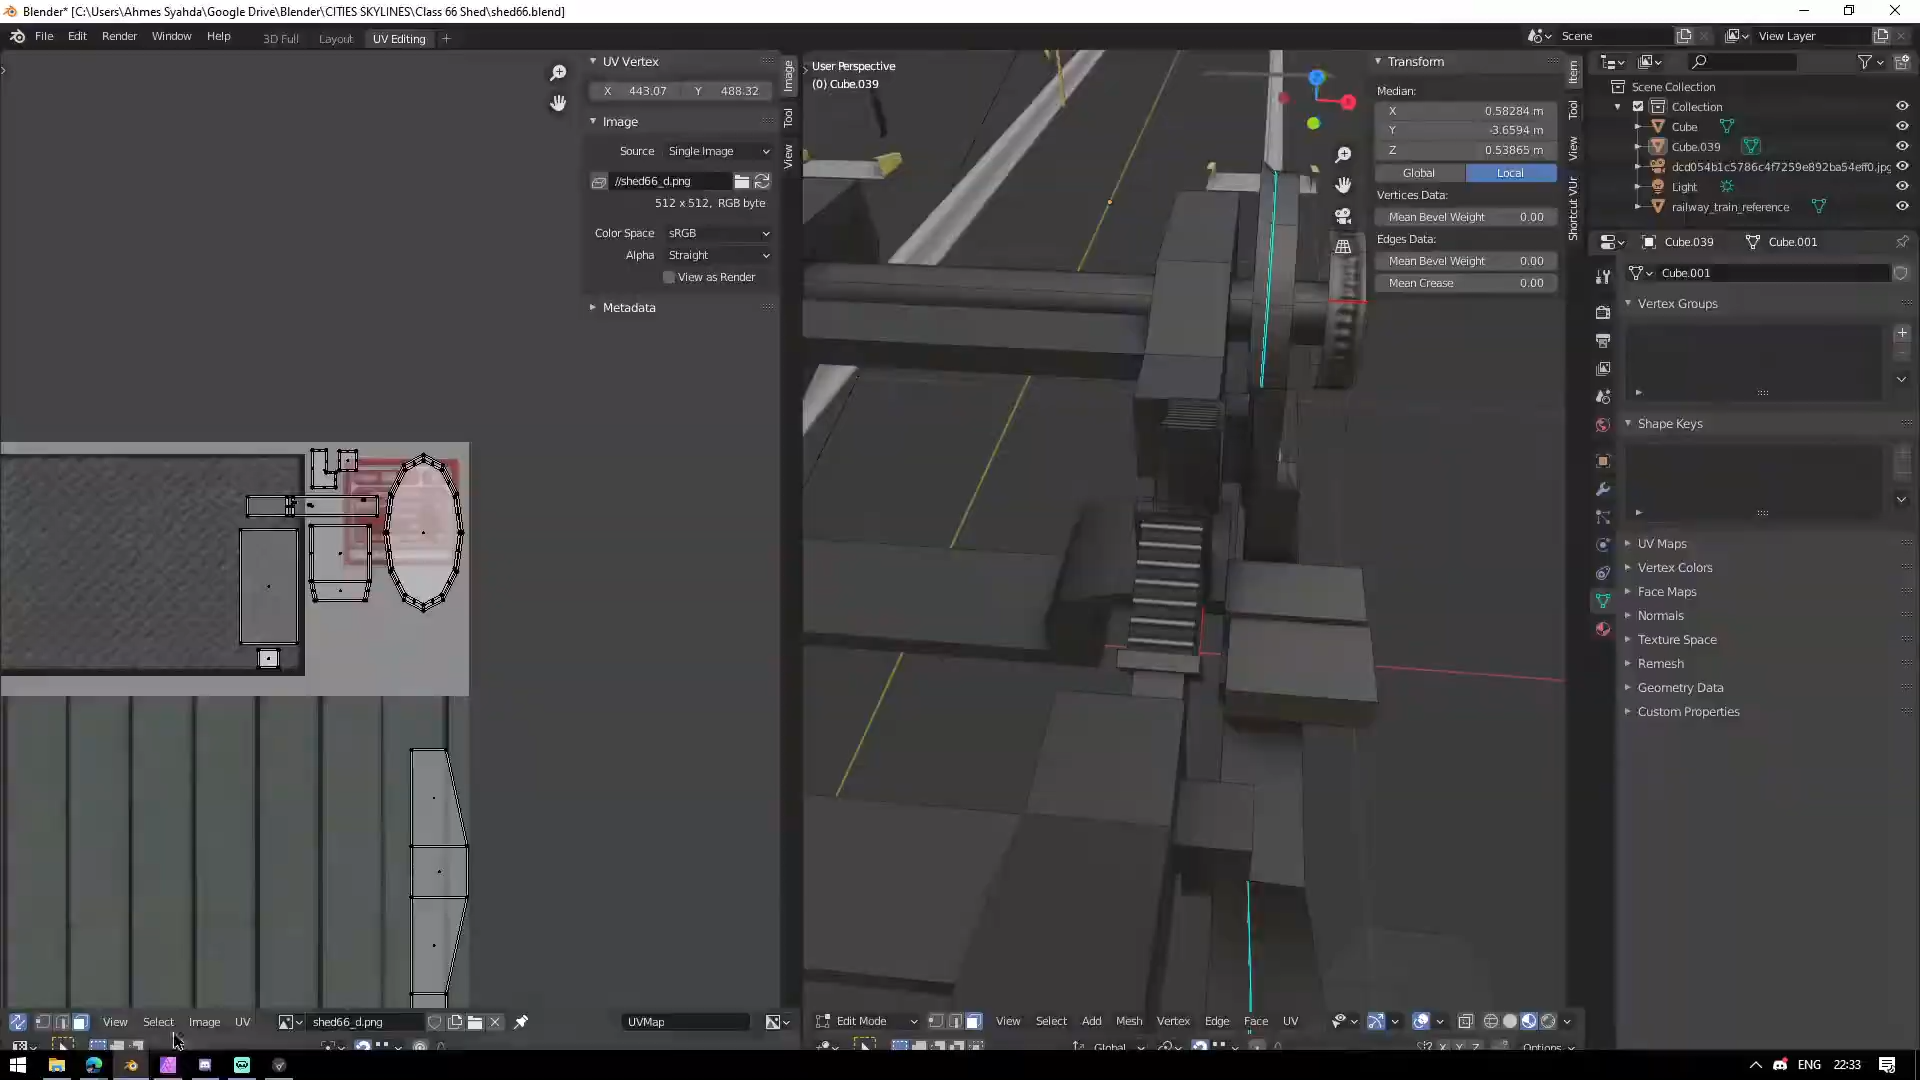 Blender* [C:\Users\Ahmes Syahda\Google Drive\Blender\CITIES SKYLINES\Class 66 Shed\shed66.blend]
File Edit Render Window Help 3D Full Layout UV Editing +
Scene View Layer
UV Vertex
X 443.07 Y 488.32
Image
Source Single Image
//shed66_d.png
512 x 512, RGB byte
Color Space sRGB
Alpha Straight
View as Render
Metadata
Image
Tool
View
User Perspective
(0) Cube.039
Transform
Median:
X 0.58284 m
Y -3.6594 m
Z 0.53865 m
Global Local
Vertices Data:
Mean Bevel Weight 0.00
Edges Data:
Mean Bevel Weight 0.00
Mean Crease 0.00
Item
Tool
View
Shortcut VUr
Scene Collection
Collection
Cube
Cube.039
dcd054b1c5786c4f7259e892ba54eff0.jpg
Light
railway_train_reference
Cube.039 Cube.001
Cube.001
Vertex Groups
Shape Keys
UV Maps
Vertex Colors
Face Maps
Normals
Texture Space
Remesh
Geometry Data
Custom Properties
View Select Image UV shed66_d.png UVMap
Edit Mode View Select Add Mesh Vertex Edge Face UV
Global X Y Z Options
ENG 22:33